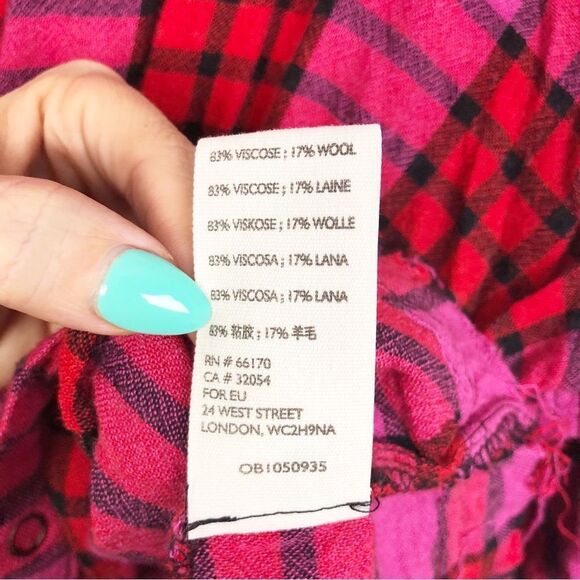 83% VISCOSE ; 17% WOOL
83% VISCOSE ; 17% LAINE
83% VISKOSE ; 17% WOLLE
83% VISCOSA ; 17% LANA
83% VISCOSA ; 17% LANA
83% 粘胶 ; 17% 羊毛
RN # 66170
CA # 32054
FOR EU
24 WEST STREET
LONDON, WC2H9NA
OB1050935